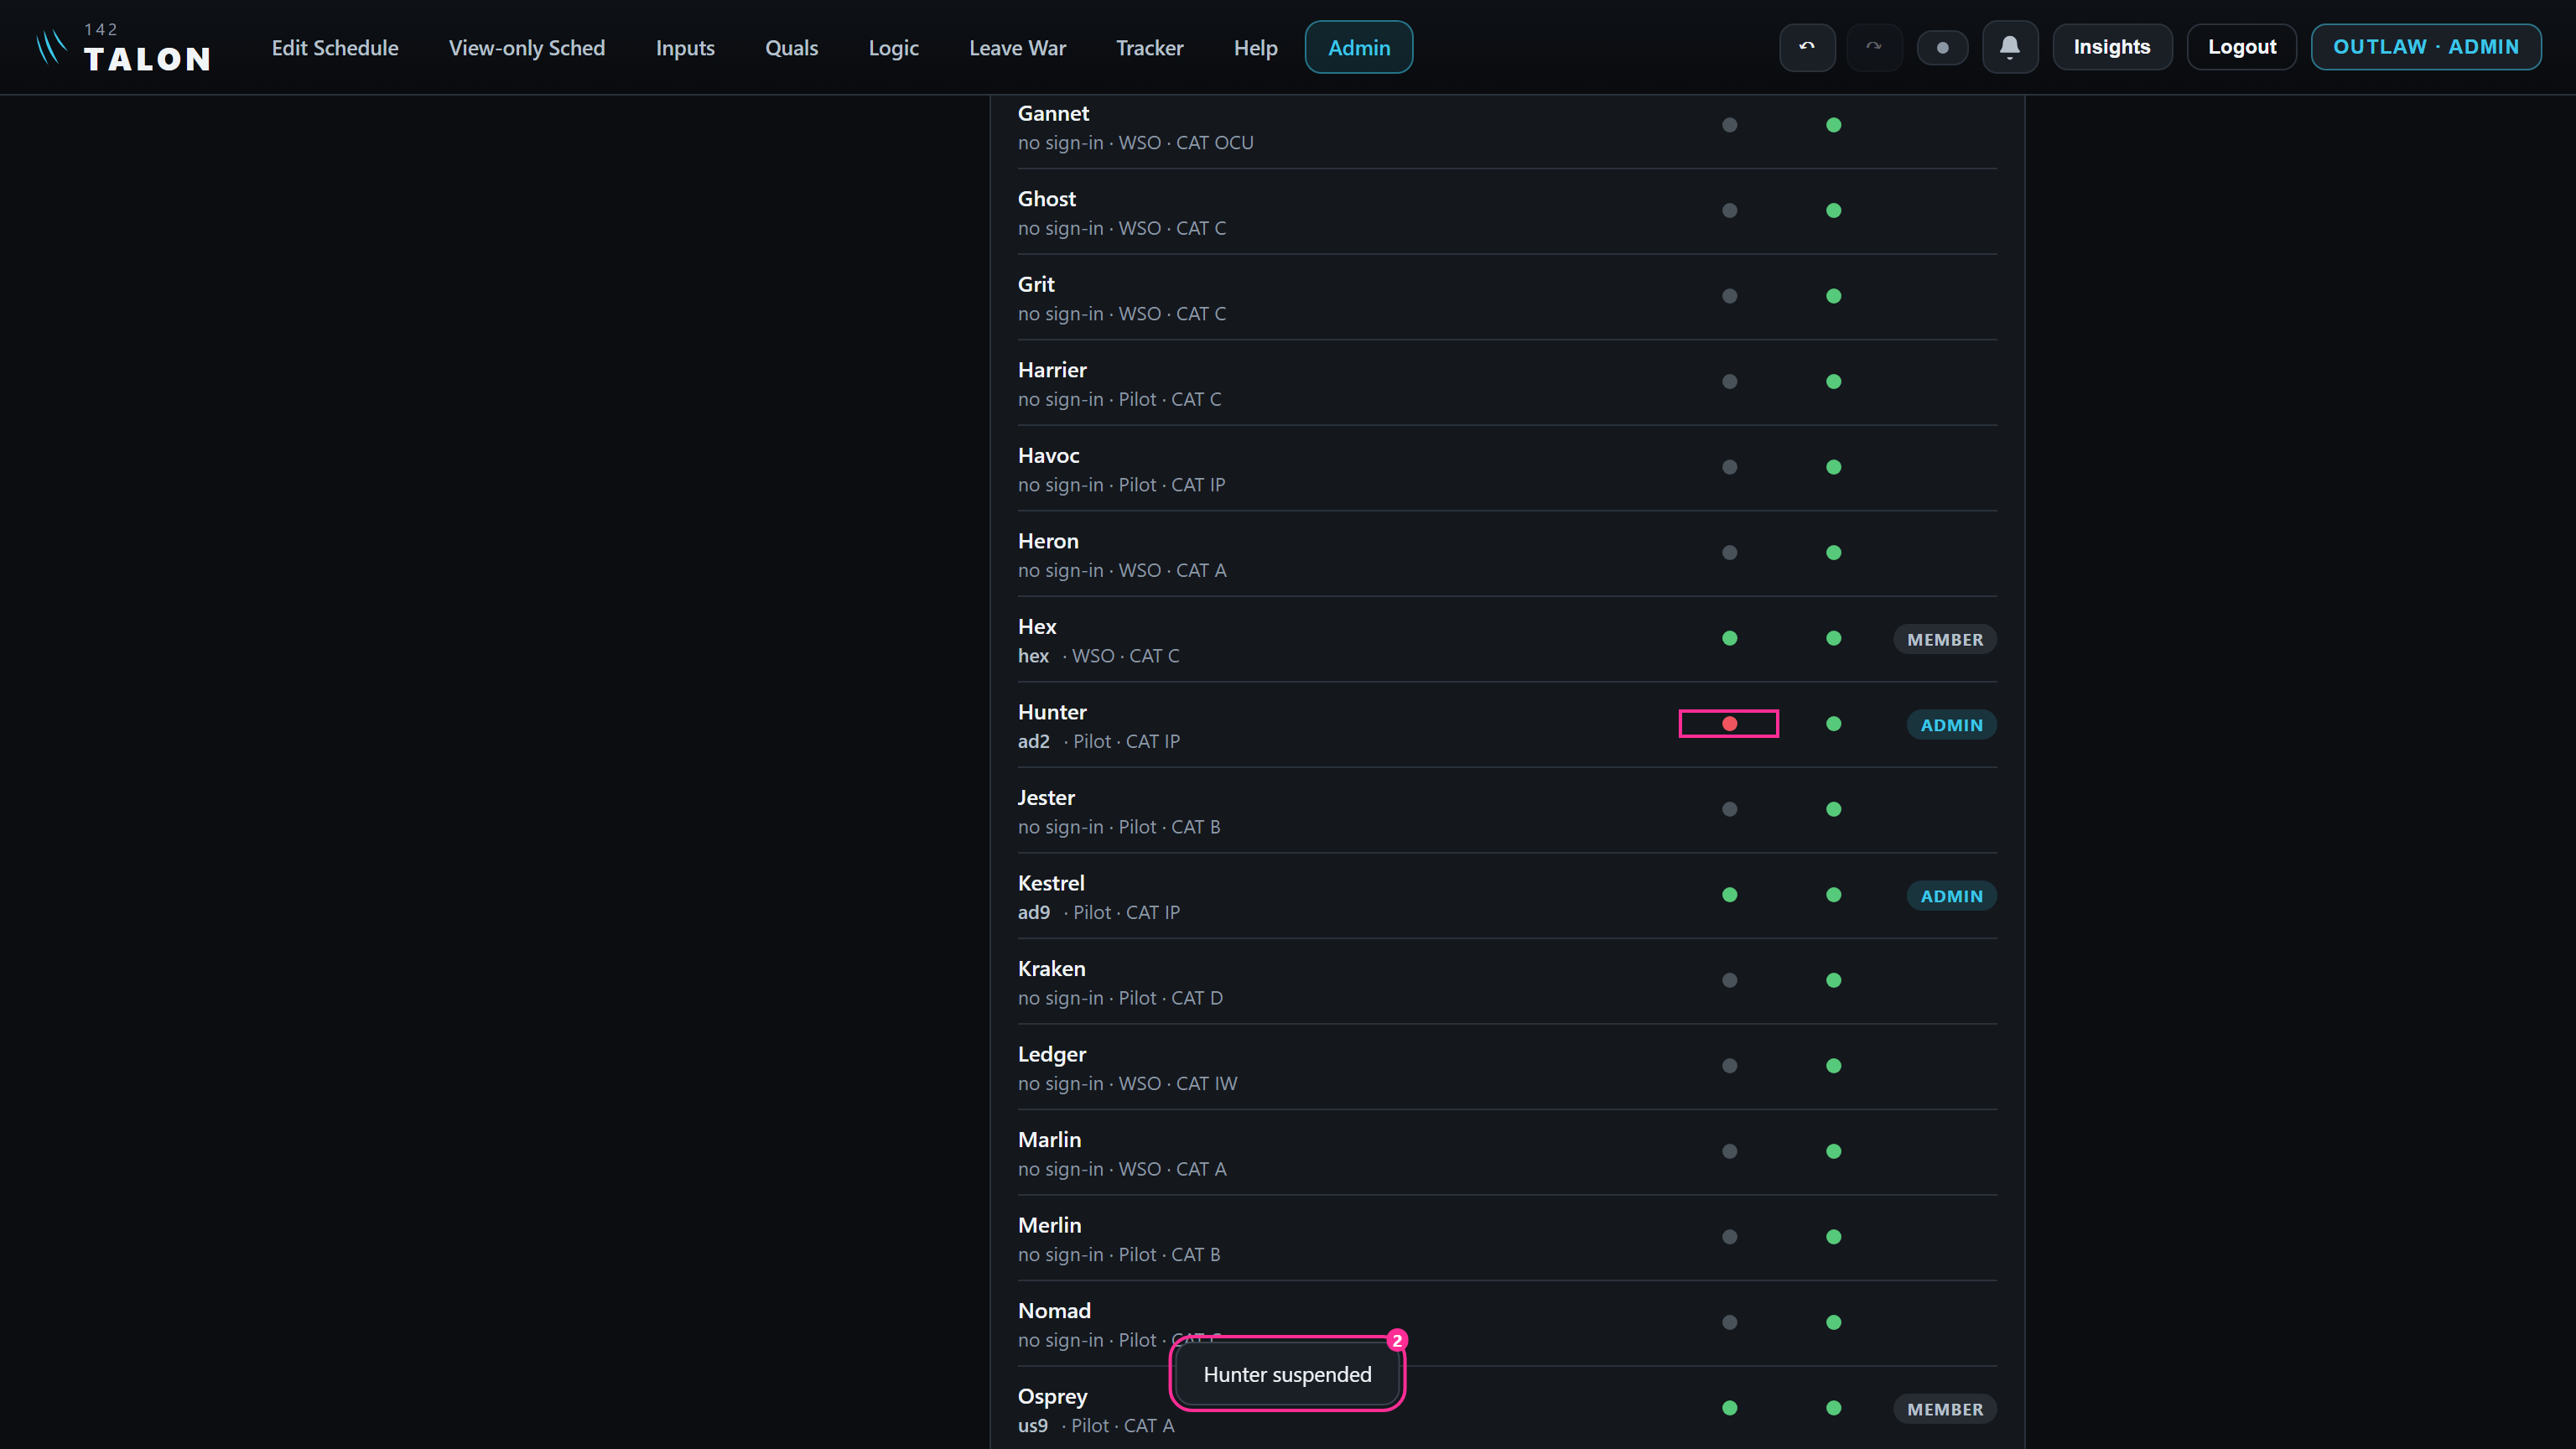 142
TALON
Edit Schedule
View-only Sched
Inputs
Quals
Logic
Leave War
Tracker
Help
Admin
Insights
Logout
OUTLAW · ADMIN
Gannet
no sign-in · WSO · CAT OCU
Ghost
no sign-in · WSO · CAT C
Grit
no sign-in · WSO · CAT C
Harrier
no sign-in · Pilot · CAT C
Havoc
no sign-in · Pilot · CAT IP
Heron
no sign-in · WSO · CAT A
Hex
hex · WSO · CAT C
MEMBER
Hunter
ad2 · Pilot · CAT IP
ADMIN
Jester
no sign-in · Pilot · CAT B
Kestrel
ad9 · Pilot · CAT IP
ADMIN
Kraken
no sign-in · Pilot · CAT D
Ledger
no sign-in · WSO · CAT IW
Marlin
no sign-in · WSO · CAT A
Merlin
no sign-in · Pilot · CAT B
Nomad
no sign-in · Pilot · CAT
2
Hunter suspended
Osprey
us9 · Pilot · CAT A
MEMBER